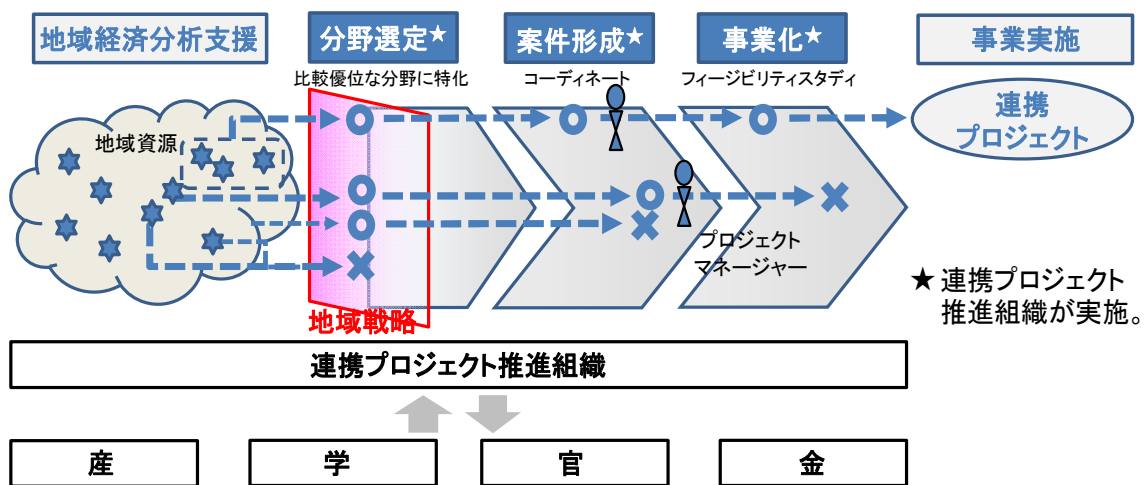 地域経済分析支援
分野選定★
案件形成★
事業化★
事業実施
比較優位な分野に特化
コーディネート
フィージビリティスタディ
地域資源
連携
プロジェクト
プロジェクト
マネージャー
★ 連携プロジェクト
推進組織が実施。
地域戦略
連携プロジェクト推進組織
産
学
官
金